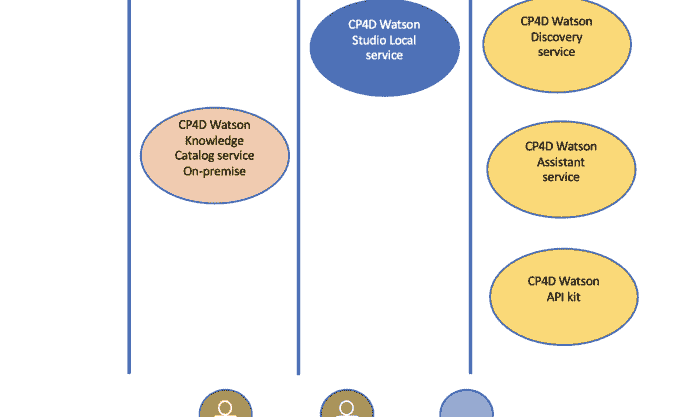 CP4D Watson
Studio Local
service
CP4D Watson
Discovery
service
CP4D Watson
Knowledge
Catalog service
On-premise
CP4D Watson
Assistant
service
CP4D Watson
API kit